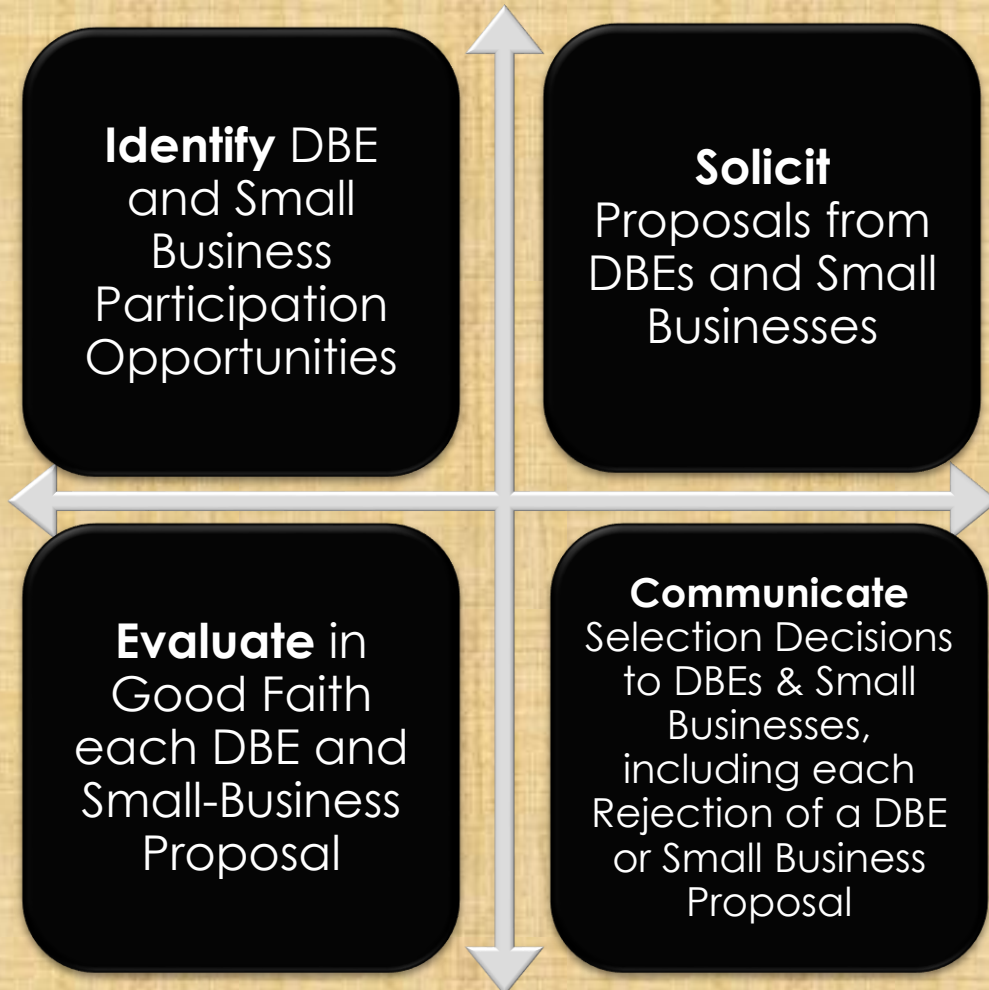 Identify DBE
and Small
Business
Participation
Opportunities
Solicit
Proposals from
DBEs and Small
Businesses
Evaluate in
Good Faith
each DBE and
Small-Business
Proposal
Communicate
Selection Decisions
to DBEs & Small
Businesses,
including each
Rejection of a DBE
or Small Business
Proposal